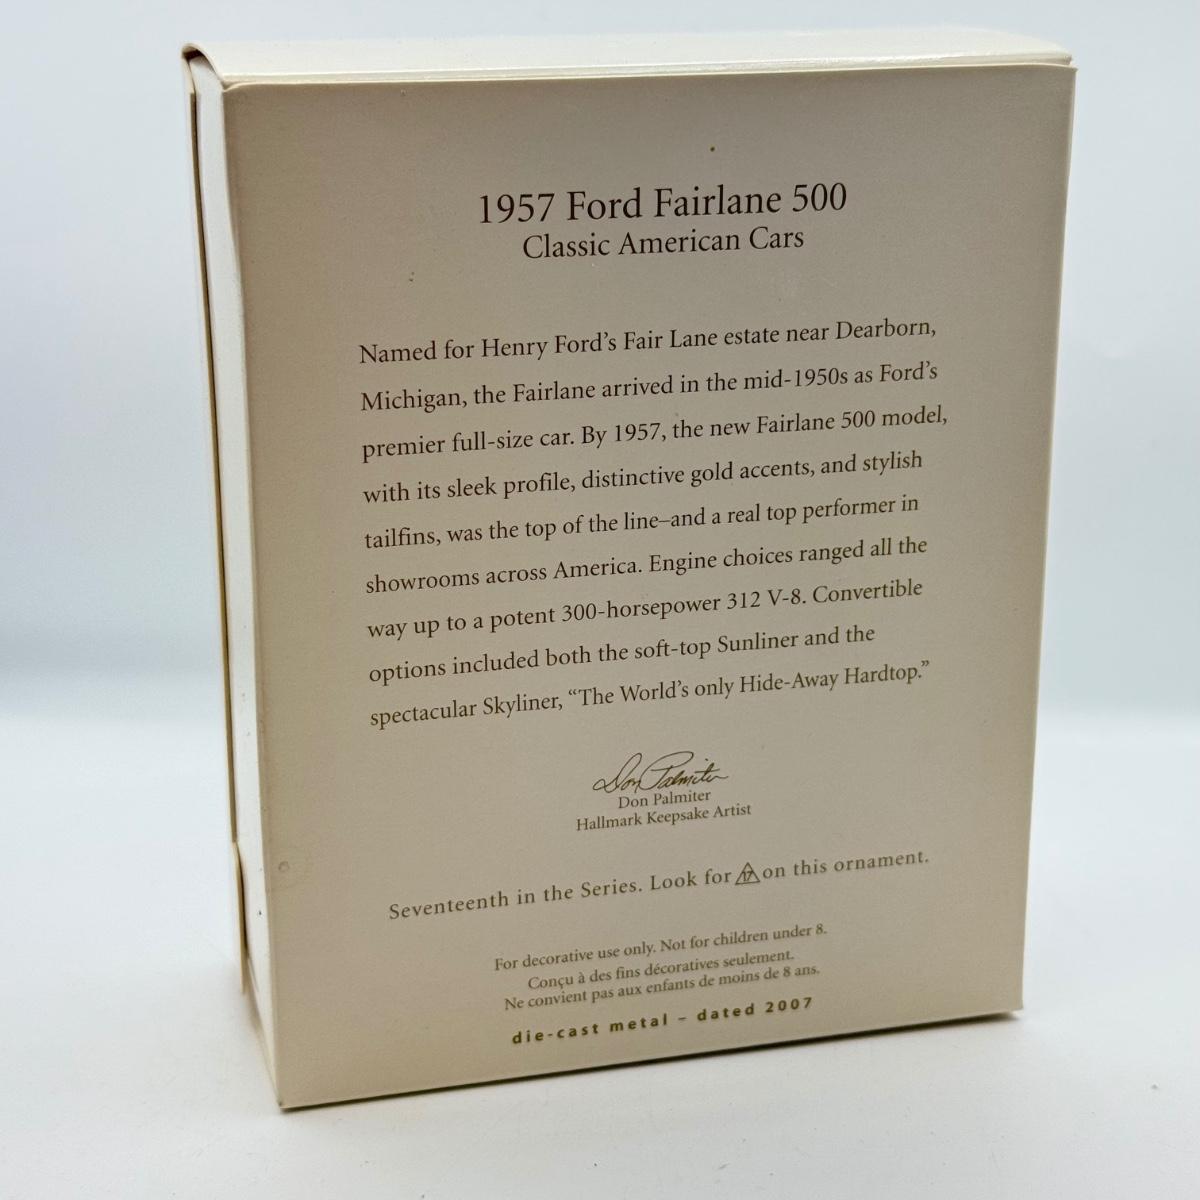 1957 Ford Fairlane 500
Classic American Cars
Named for Henry Ford’s Fair Lane estate near Dearborn,
Michigan, the Fairlane arrived in the mid-1950s as Ford’s
premier full-size car. By 1957, the new Fairlane 500 model,
with its sleek profile, distinctive gold accents, and stylish
tailfins, was the top of the line–and a real top performer in
showrooms across America. Engine choices ranged all the
way up to a potent 300-horsepower 312 V-8. Convertible
options included both the soft-top Sunliner and the
spectacular Skyliner, “The World’s only Hide-Away Hardtop.”
Don Palmiter
Don Palmiter
Hallmark Keepsake Artist
Seventeenth in the Series. Look for 17 on this ornament.
For decorative use only. Not for children under 8.
Conçu à des fins décoratives seulement.
Ne convient pas aux enfants de moins de 8 ans.
die-cast metal – dated 2007